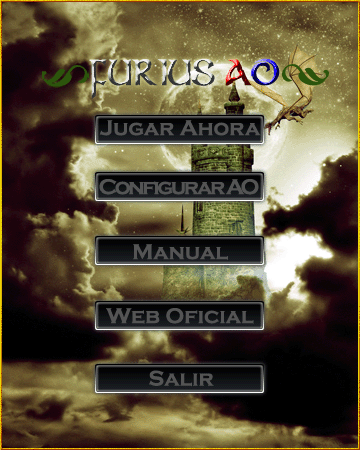 FURIUS AO
JUGAR AHORA
CONFIGURAR AO
MANUAL
WEB OFICIAL
SALIR